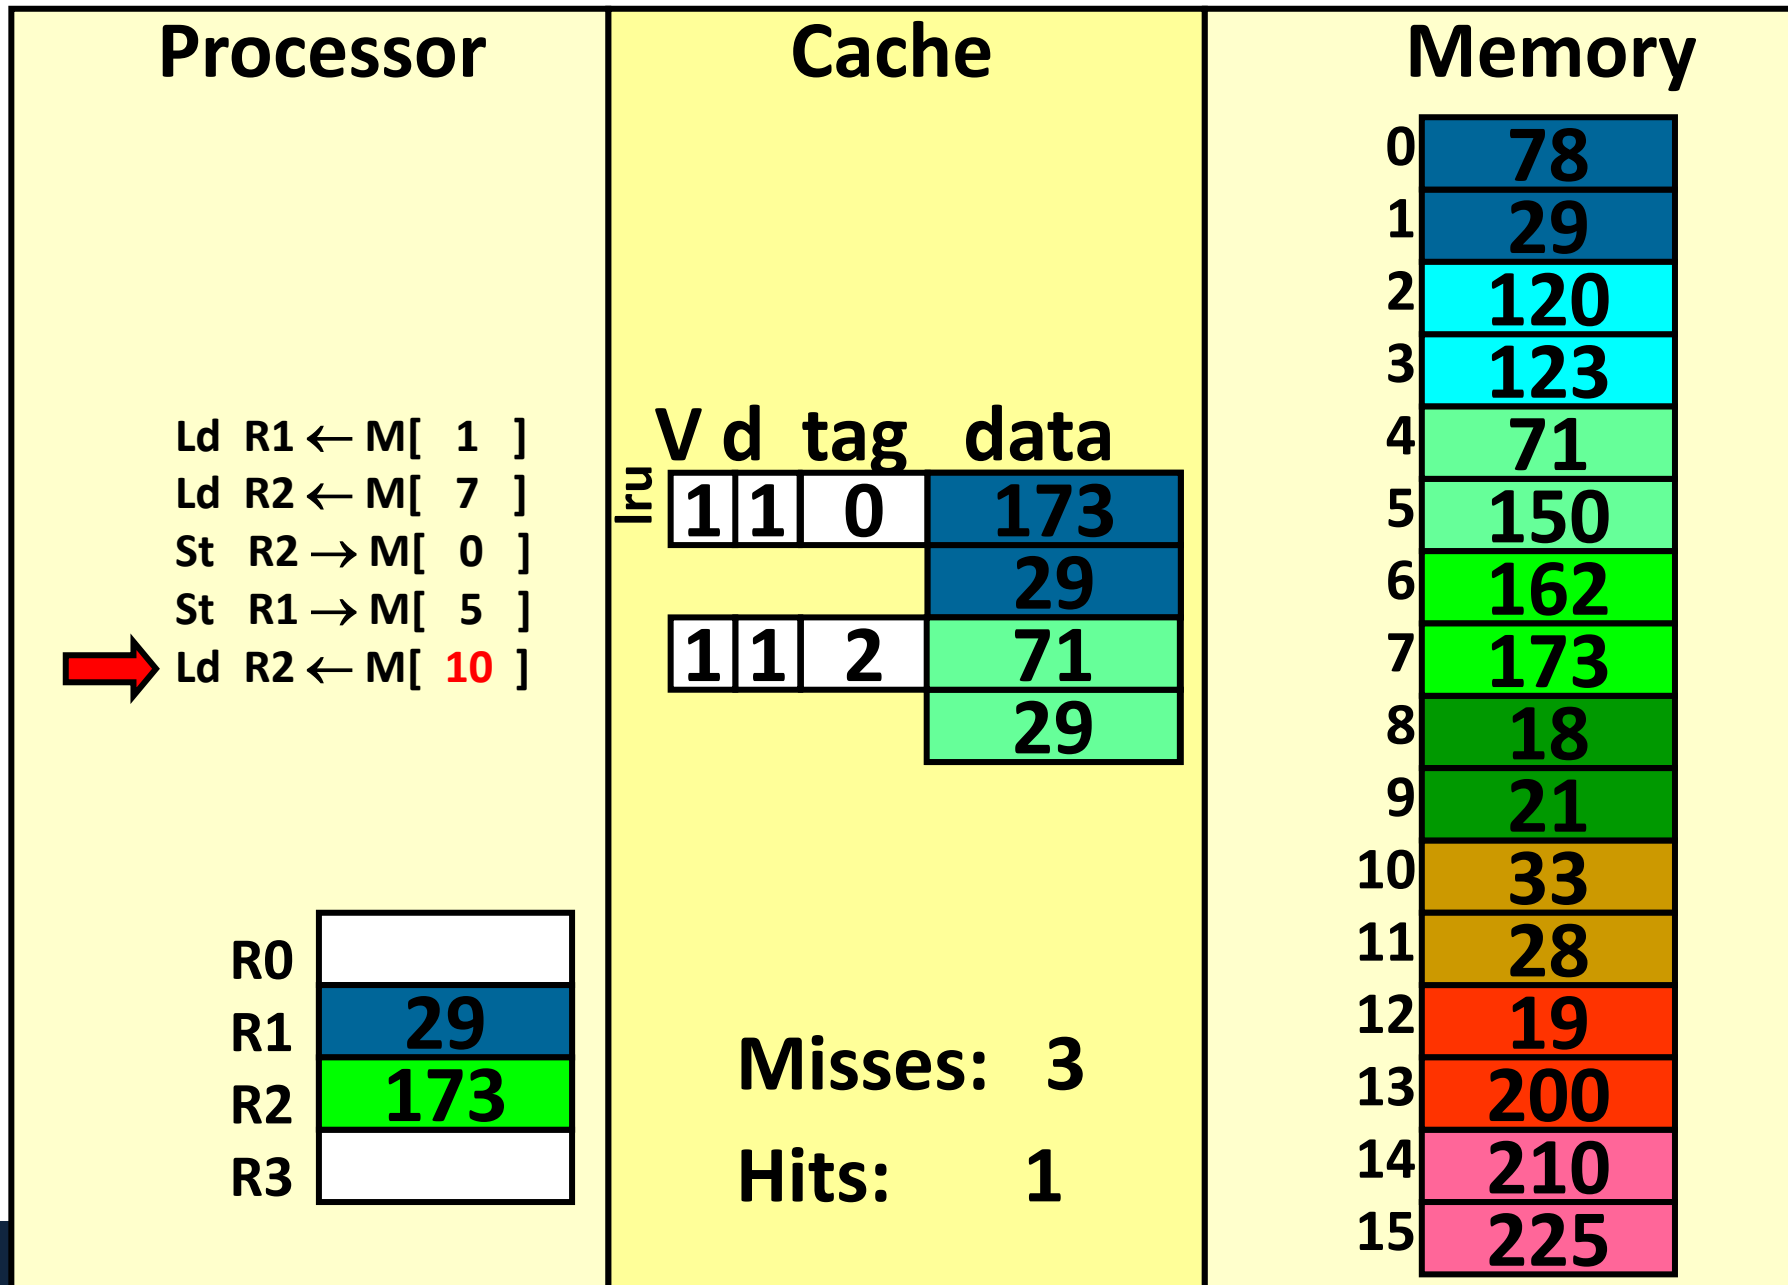 Processor
Cache
Memory
Ld R1 ← M[ 1 ]
Ld R2 ← M[ 7 ]
St R2 → M[ 0 ]
St R1 → M[ 5 ]
Ld R2 ← M[ 10 ]
R0
R1 29
R2 173
R3
V d tag data
lru
1 1 0 173
29
1 1 2 71
29
Misses: 3
Hits: 1
0 78
1 29
2 120
3 123
4 71
5 150
6 162
7 173
8 18
9 21
10 33
11 28
12 19
13 200
14 210
15 225